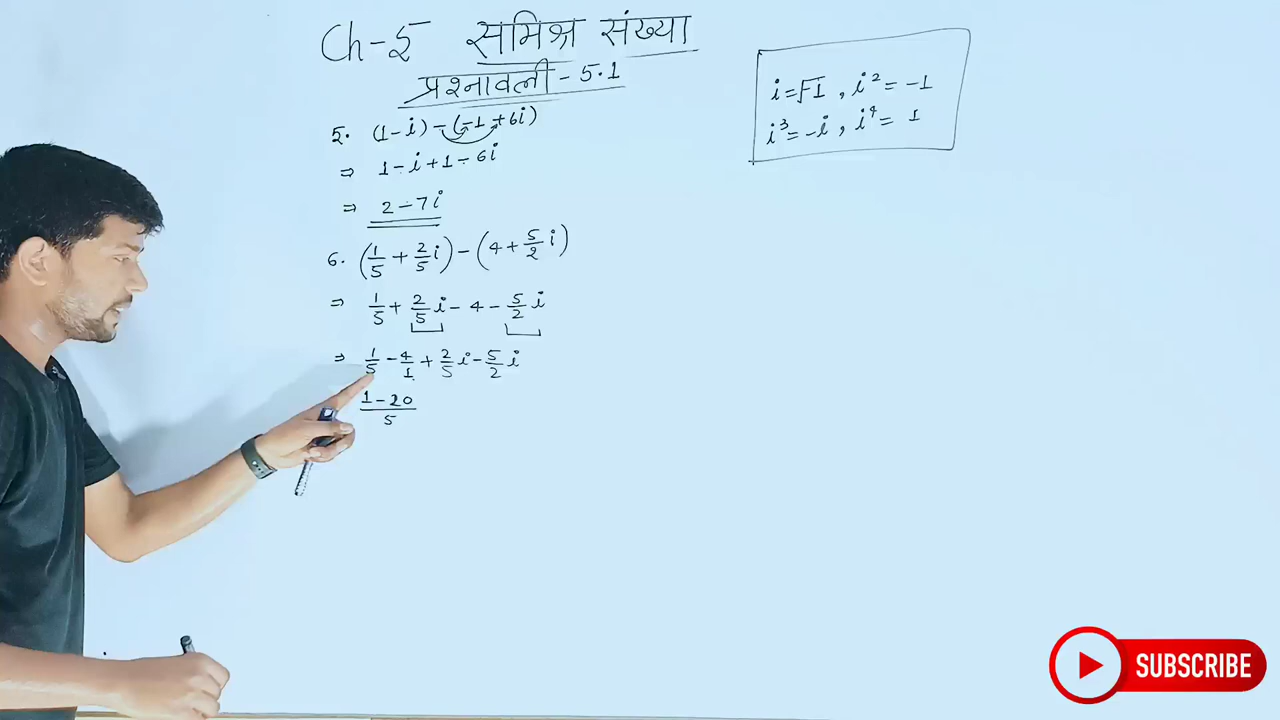 Ch-5 समिश्र संख्या
प्रश्नावली - 5.1
i=√-1 , i²= -1
i³= -i , i⁴= 1
5. (1-i) - (-1+6i)
⇒ 1-i+1-6i
⇒ 2-7i
6. (1/5 + 2/5 i) - (4 + 5/2 i)
⇒ 1/5 + 2/5 i - 4 - 5/2 i
⇒ 1/5 - 4/1 + 2/5 i - 5/2 i
1-20/5
SUBSCRIBE